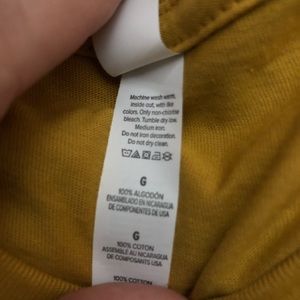 Machine wash warm,
inside out, with like
colors. Only non-chlorine
bleach. Tumble dry low.
Medium iron.
Do not iron decoration.
Do not dry clean.
G
100% ALGODÓN
ENSAMBLADO EN NICARAGUA
DE COMPONENTES DE USA
G
100% COTON
ASSEMBLÉ AU NICARAGUA
DE COMPOSANTS USA
100% COTTON